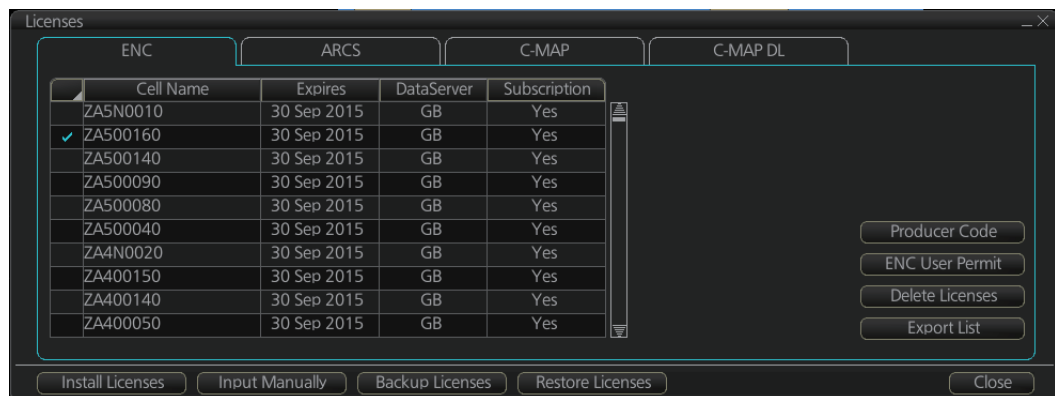 Licenses
ENC ARCS C-MAP C-MAP DL
Cell Name Expires DataServer Subscription
ZA5N0010 30 Sep 2015 GB Yes
ZA500160 30 Sep 2015 GB Yes
ZA500140 30 Sep 2015 GB Yes
ZA500090 30 Sep 2015 GB Yes
ZA500080 30 Sep 2015 GB Yes
ZA500040 30 Sep 2015 GB Yes
ZA4N0020 30 Sep 2015 GB Yes
ZA400150 30 Sep 2015 GB Yes
ZA400140 30 Sep 2015 GB Yes
ZA400050 30 Sep 2015 GB Yes
Producer Code
ENC User Permit
Delete Licenses
Export List
Install Licenses Input Manually Backup Licenses Restore Licenses Close